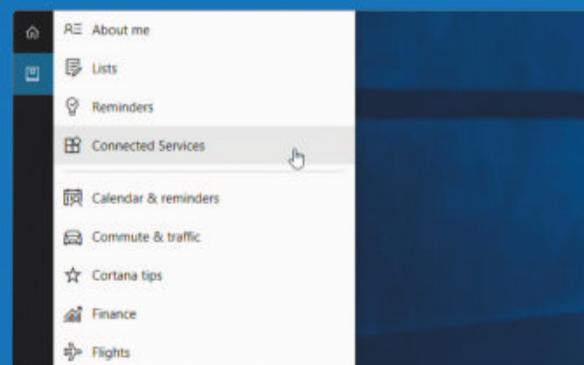 About me
Lists
Reminders
Connected Services
Calendar & reminders
Commute & traffic
Cortana tips
Finance
Flights